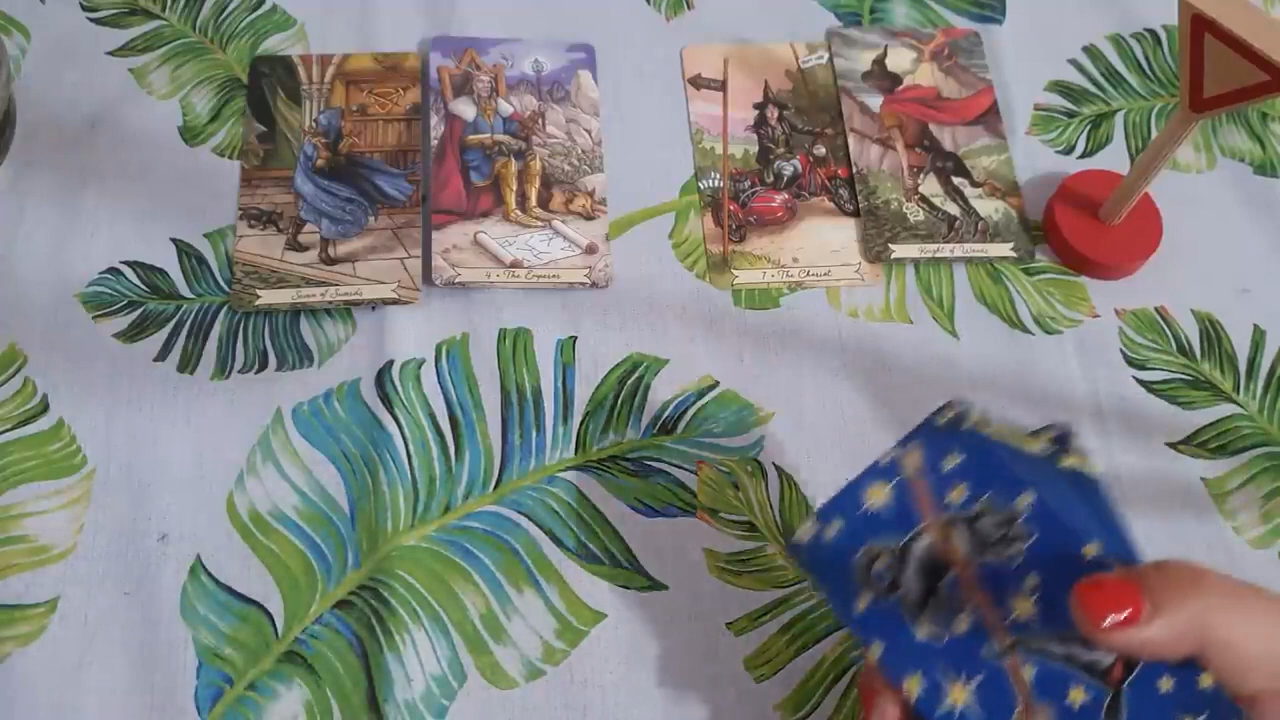 Seven of Swords
4 • The Emperor
7 • The Chariot
Knight of Wands